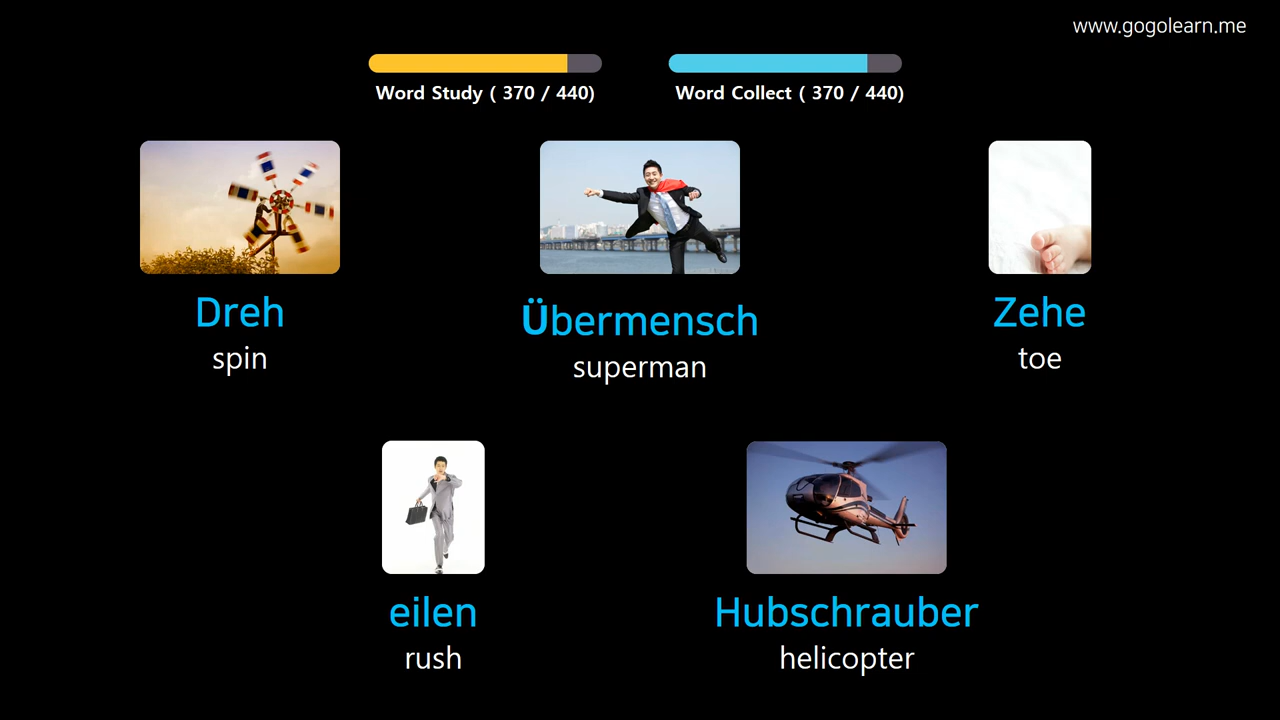 www.gogolearn.me
Word Study ( 370 / 440)
Word Collect ( 370 / 440)
Dreh
spin
Übermensch
superman
Zehe
toe
eilen
rush
Hubschrauber
helicopter